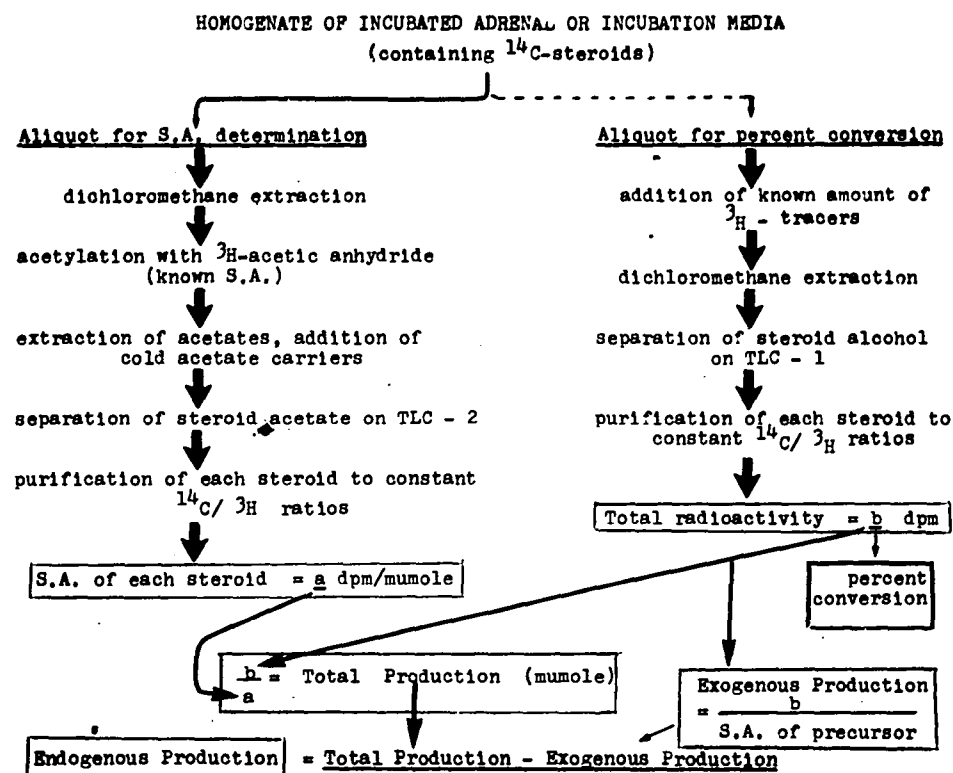 HOMOGENATE OF INCUBATED ADRENAL OR INCUBATION MEDIA
(containing ¹⁴C-steroids)
Aliquot for S.A. determination
dichloromethane extraction
acetylation with ³H-acetic anhydride
(known S.A.)
extraction of acetates, addition of
cold acetate carriers
separation of steroid acetate on TLC - 2
purification of each steroid to constant
¹⁴C/ ³H ratios
S.A. of each steroid = a dpm/mumole
Aliquot for percent conversion
addition of known amount of
³H - tracers
dichloromethane extraction
separation of steroid alcohol
on TLC - 1
purification of each steroid to
constant ¹⁴C/ ³H ratios
Total radioactivity = b dpm
percent
conversion
b/a = Total Production (mumole)
Exogenous Production
= b
S.A. of precursor
Endogenous Production = Total Production - Exogenous Production